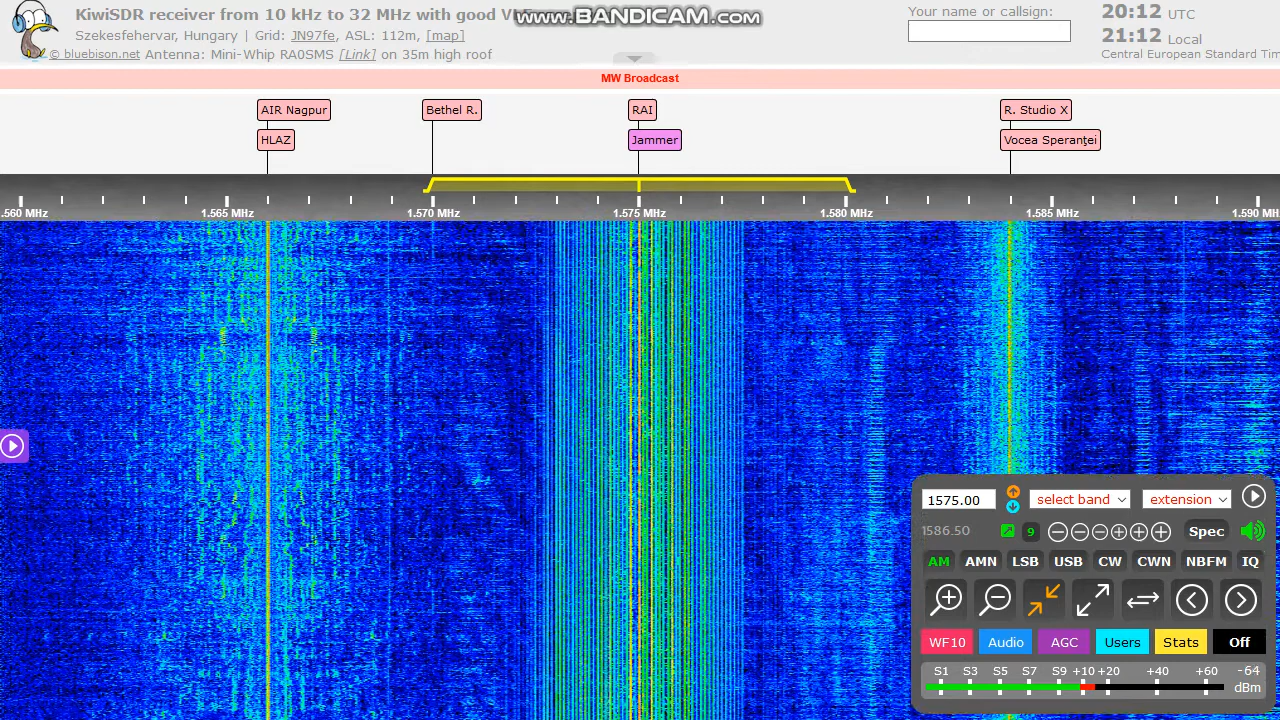 KiwiSDR receiver from 10 kHz to 32 MHz with good
www.BANDICAM.com
Szekesfehervar, Hungary | Grid: JN97fe, ASL: 112m, [map]
© bluebison.net Antenna: Mini-Whip RA0SMS [Link] on 35m high roof
Your name or callsign:
20:12 UTC
21:12 Local
Central European Standard Tim
MW Broadcast
AIR Nagpur
Bethel R.
RAI
R. Studio X
HLAZ
Jammer
Vocea Speranţei
.560 MHz
1.565 MHz
1.570 MHz
1.575 MHz
1.580 MHz
1.585 MHz
1.590 MH
1575.00
select band
extension
1586.50
9
Spec
AM
AMN
LSB
USB
CW
CWN
NBFM
IQ
WF10
Audio
AGC
Users
Stats
Off
S1 S3 S5 S7 S9 +10 +20 +40 +60
-64
dBm